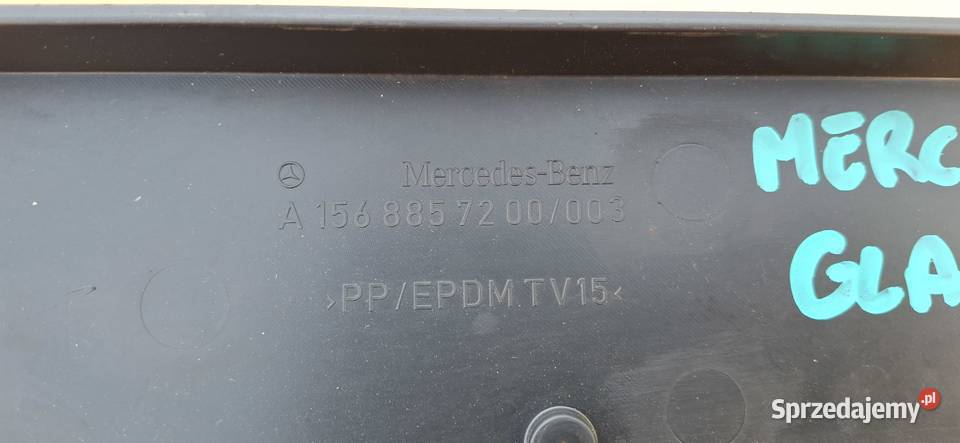 MERC
Mercedes-Benz
A 156 885 72 00/003
GLA
>PP/EPDM TV15<
Sprzedajemy.pl